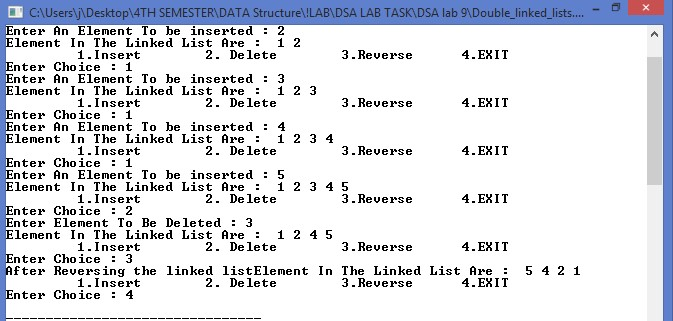 C:\Users\j\Desktop\4TH SEMESTER\DATA Structure\!LAB\DSA LAB TASK\DSA lab 9\Double_linked_lists....
Enter An Element To be inserted : 2
Element In The Linked List Are :  1 2
1.Insert 2. Delete 3.Reverse 4.EXIT
Enter Choice : 1
Enter An Element To be inserted : 3
Element In The Linked List Are :  1 2 3
1.Insert 2. Delete 3.Reverse 4.EXIT
Enter Choice : 1
Enter An Element To be inserted : 4
Element In The Linked List Are :  1 2 3 4
1.Insert 2. Delete 3.Reverse 4.EXIT
Enter Choice : 1
Enter An Element To be inserted : 5
Element In The Linked List Are :  1 2 3 4 5
1.Insert 2. Delete 3.Reverse 4.EXIT
Enter Choice : 2
Enter Element To Be Deleted : 3
Element In The Linked List Are :  1 2 4 5
1.Insert 2. Delete 3.Reverse 4.EXIT
Enter Choice : 3
After Reversing the linked listElement In The Linked List Are :  5 4 2 1
1.Insert 2. Delete 3.Reverse 4.EXIT
Enter Choice : 4
--------------------------------